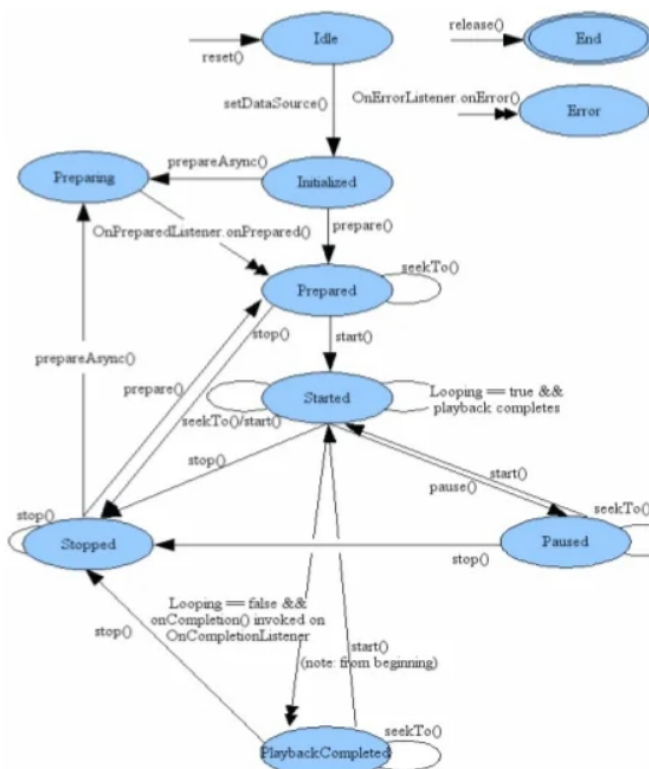 Idle
release()
End
reset()
setDataSource()
OnErrorListener.onError()
Error
Preparing
prepareAsync()
Initialized
OnPreparedListener.onPrepared()
prepare()
Prepared
seekTo()
stop()
start()
prepareAsync()
prepare()
Started
Looping == true &&
playback completes
seekTo()/start()
stop()
start()
pause()
stop()
Stopped
seekTo()
Paused
stop()
Looping == false &&
onCompletion() invoked on
OnCompletionListener
stop()
start()
(note: from beginning)
seekTo()
PlaybackCompleted